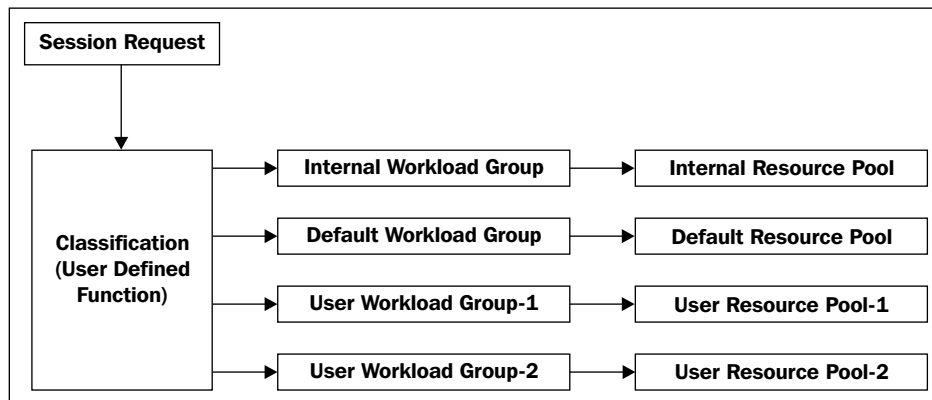 Session Request
Classification
(User Defined
Function)
Internal Workload Group
Internal Resource Pool
Default Workload Group
Default Resource Pool
User Workload Group-1
User Resource Pool-1
User Workload Group-2
User Resource Pool-2